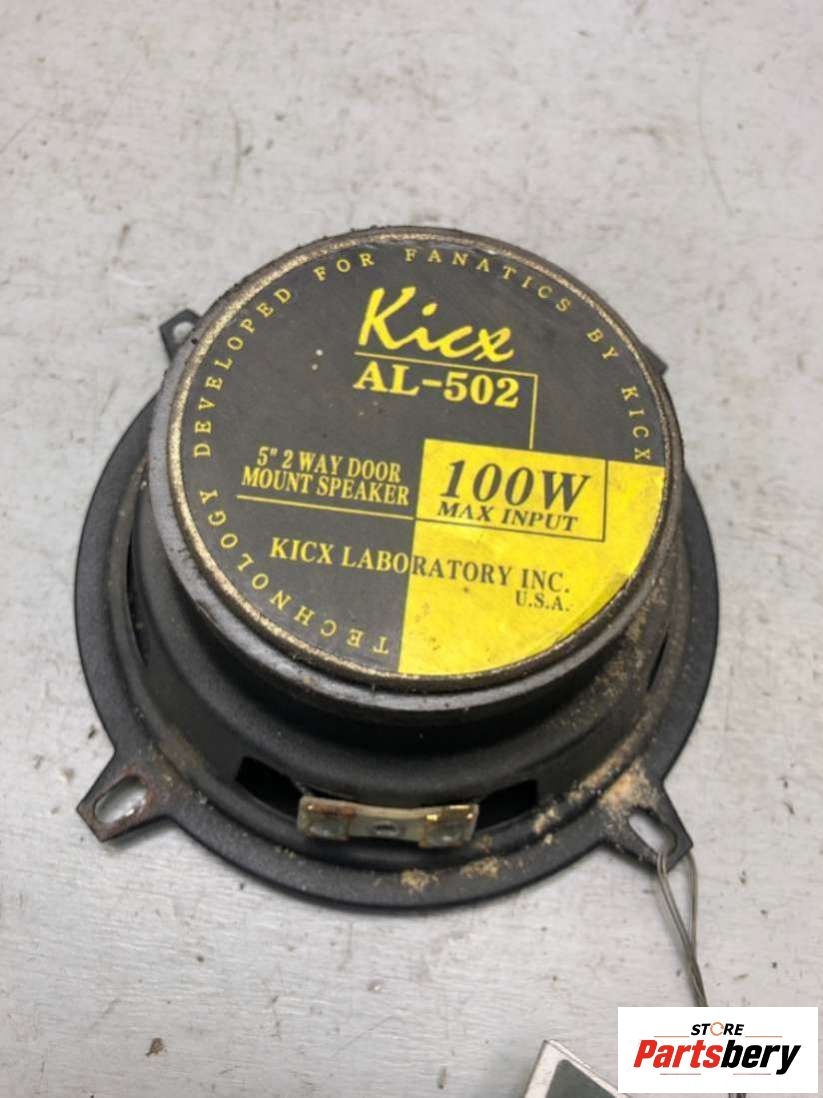 TECHNOLOGY DEVELOPED FOR FANATICS BY KICX
Kicx
AL-502
5" 2 WAY DOOR
MOUNT SPEAKER
100W
MAX INPUT
KICX LABORATORY INC.
U.S.A.
STORE
Partsbery